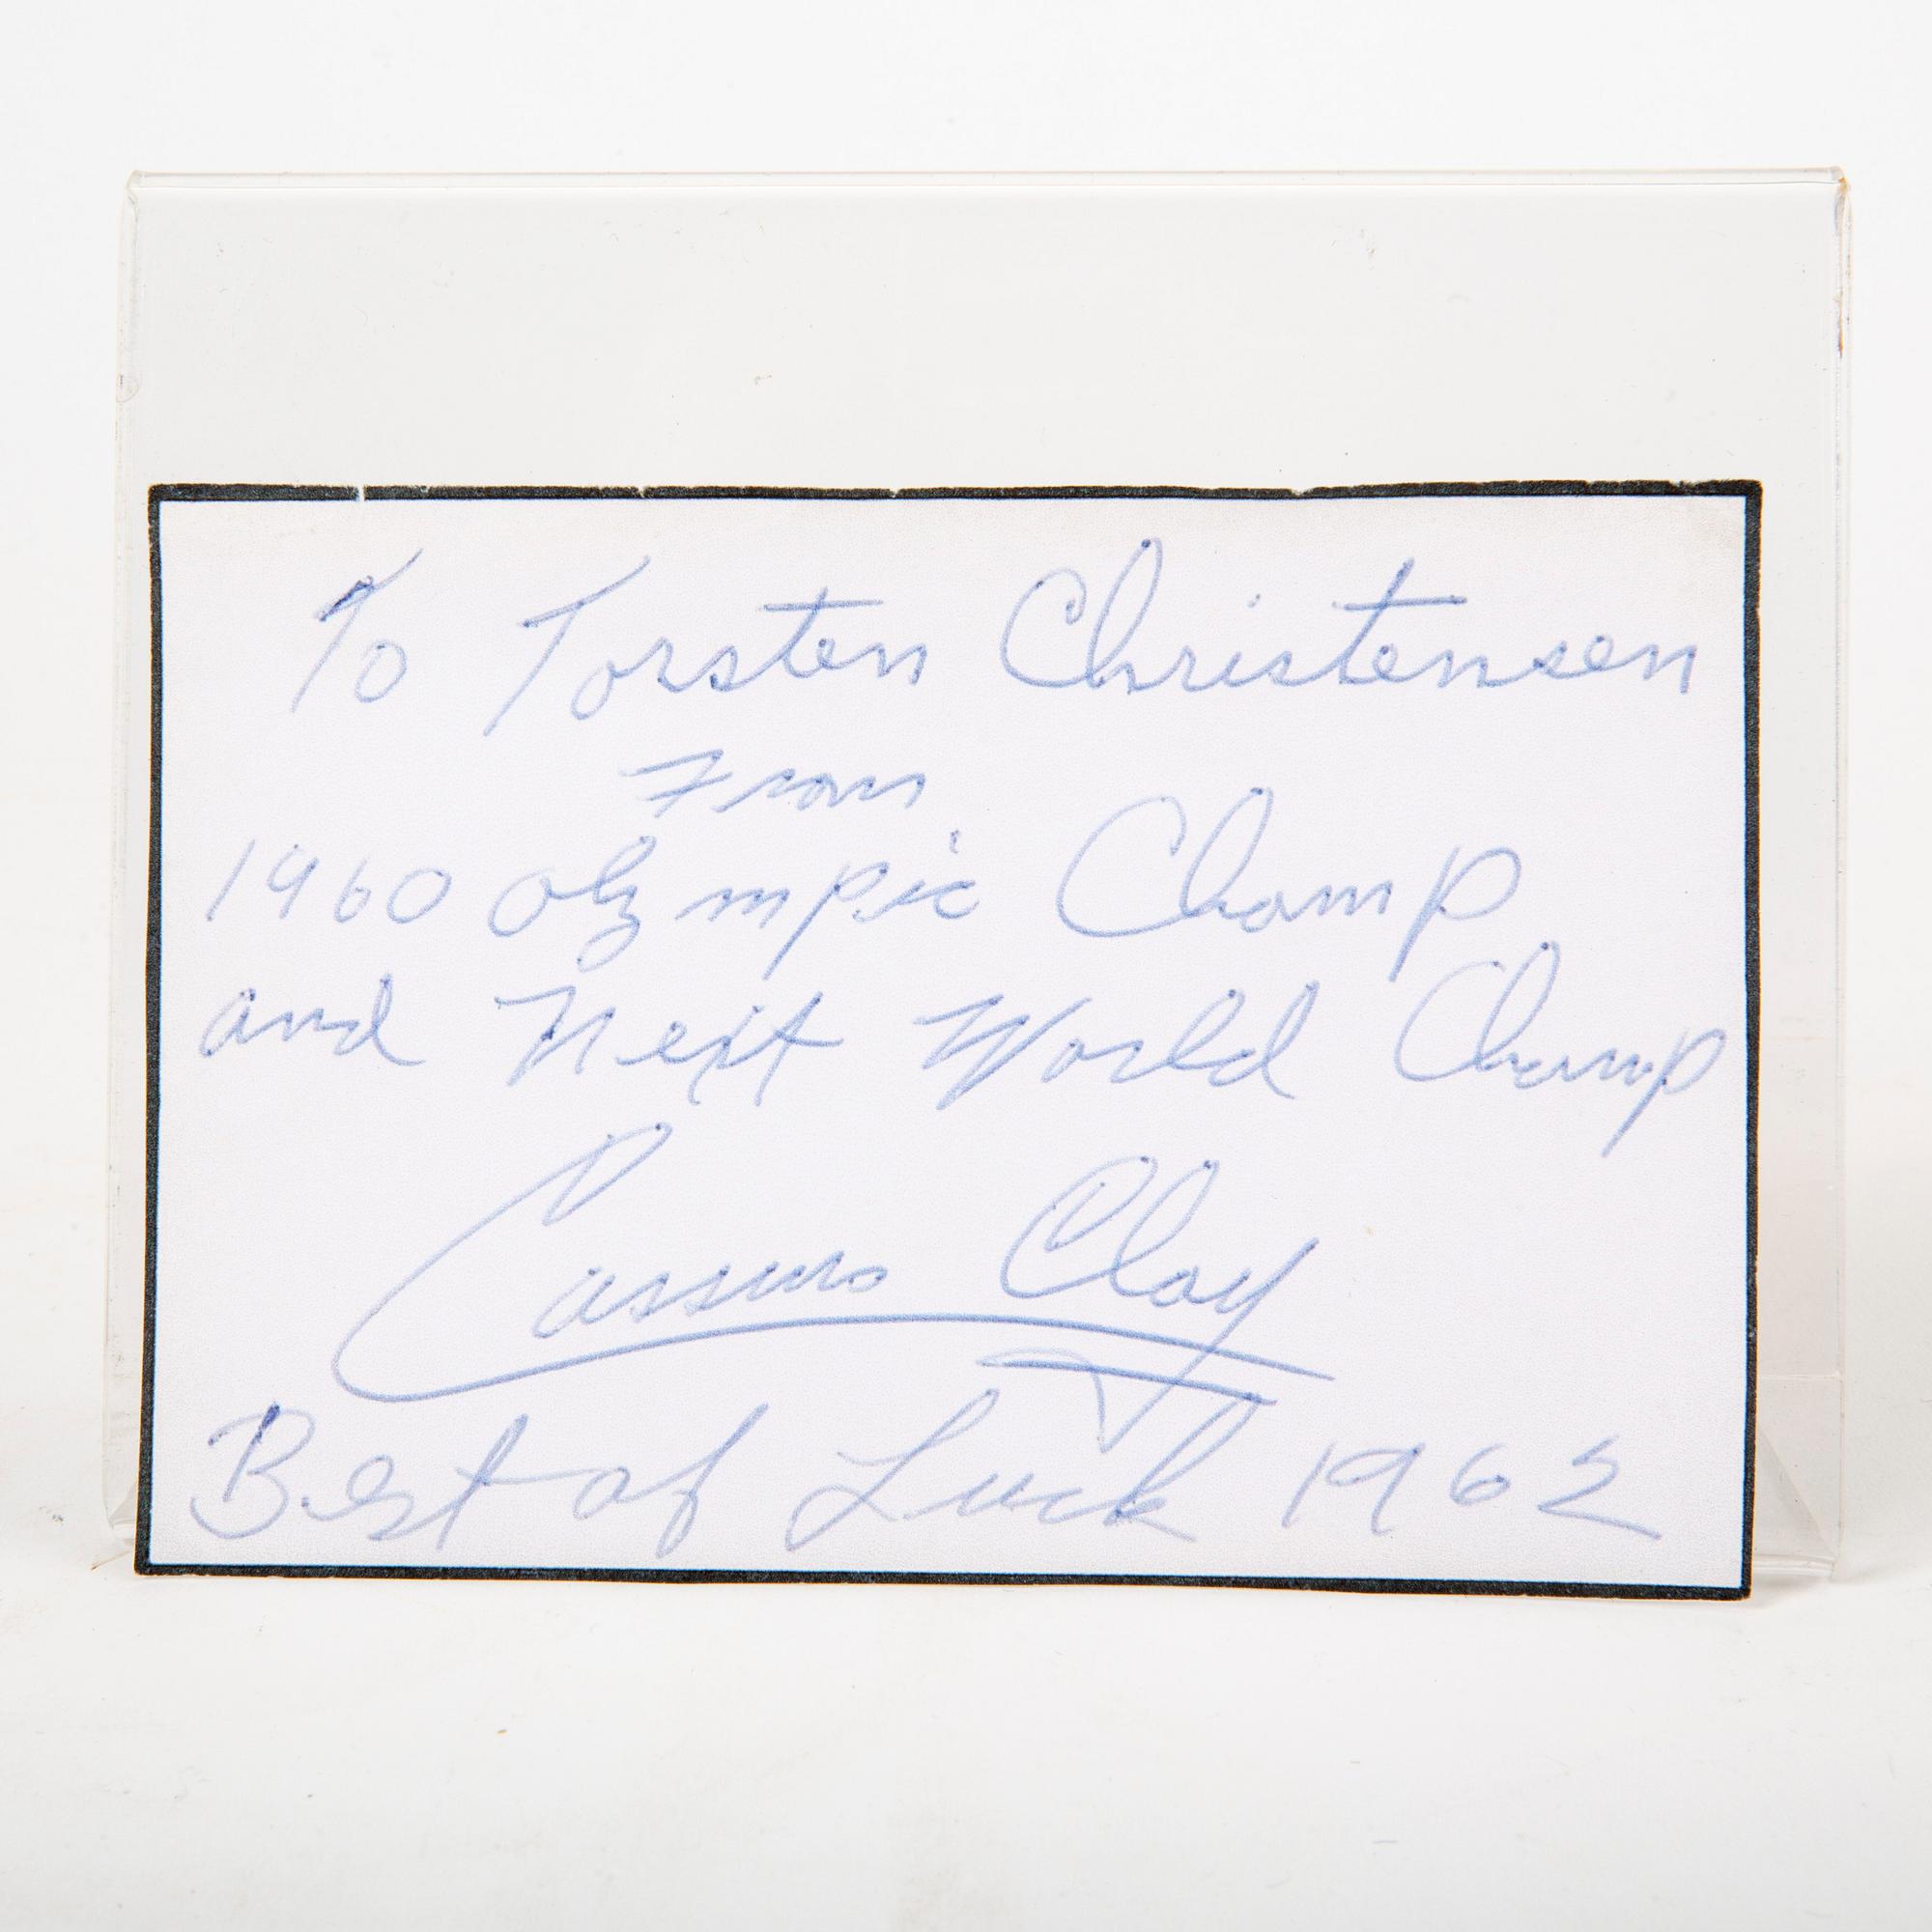 To Torsten Christensen
From
1960 Olympic Champ
and Next World Champ
Cassius Clay
Best of Luck 1962